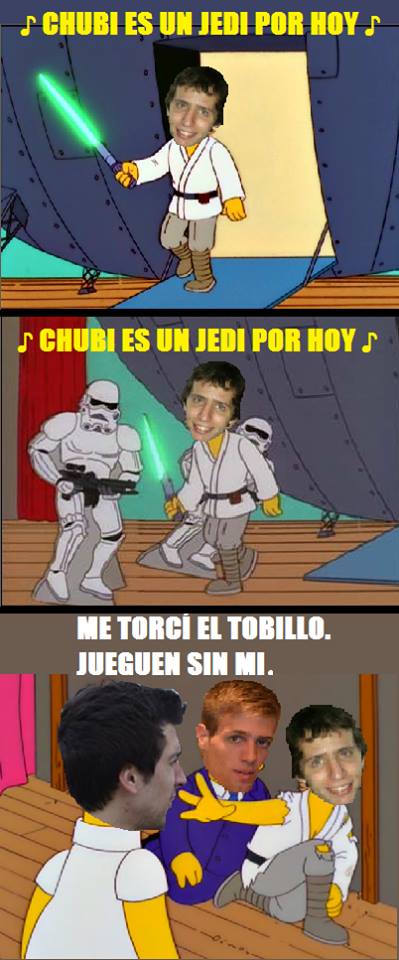 ♪ CHUBI ES UN JEDI POR HOY ♪
♪ CHUBI ES UN JEDI POR HOY ♪
ME TORCÍ EL TOBILLO.
JUEGUEN SIN MI.